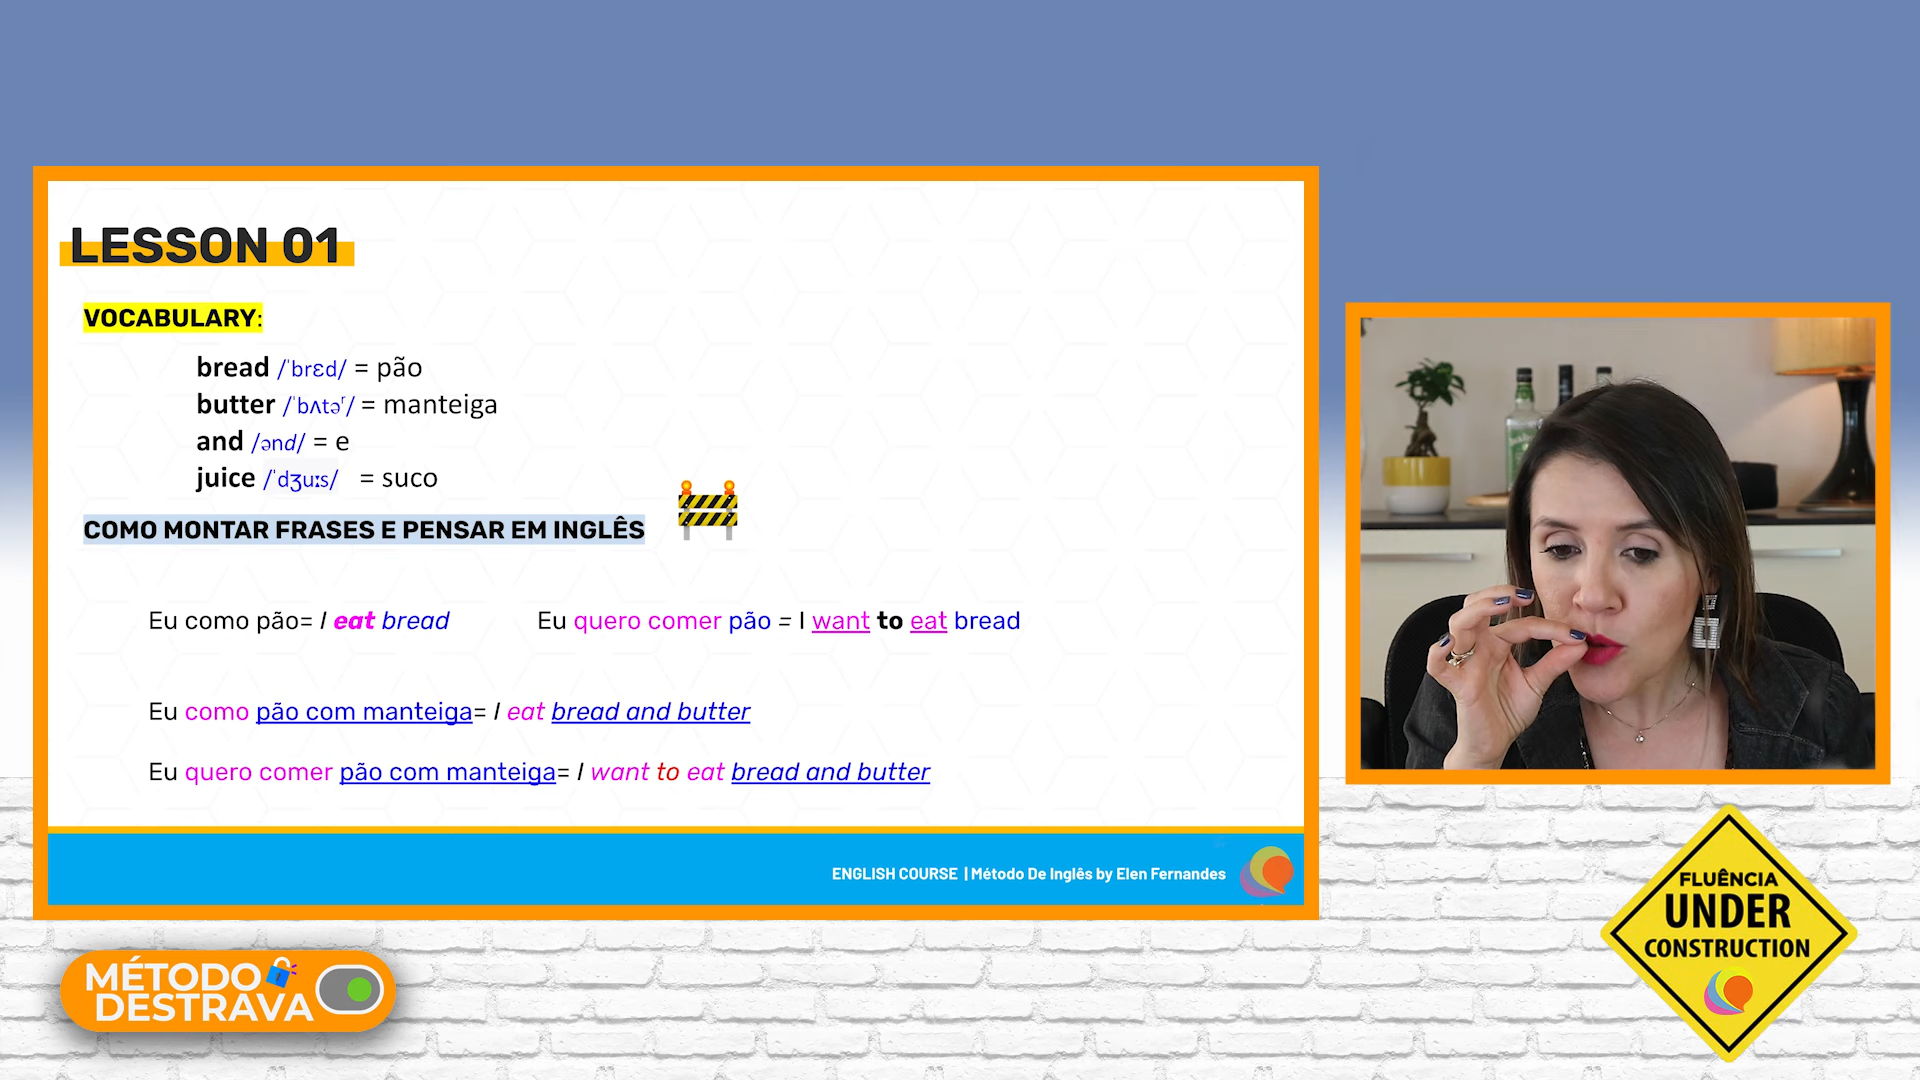 LESSON 01
VOCABULARY:
bread /ˈbrɛd/ = pão
butter /ˈbʌtəʳ/ = manteiga
and /ənd/ = e
juice /ˈdʒuːs/ = suco
COMO MONTAR FRASES E PENSAR EM INGLÊS
Eu como pão= I eat bread
Eu quero comer pão = I want to eat bread
Eu como pão com manteiga= I eat bread and butter
Eu quero comer pão com manteiga= I want to eat bread and butter
ENGLISH COURSE | Método De Inglês by Elen Fernandes
MÉTODO
DESTRAVA
FLUÊNCIA
UNDER
CONSTRUCTION